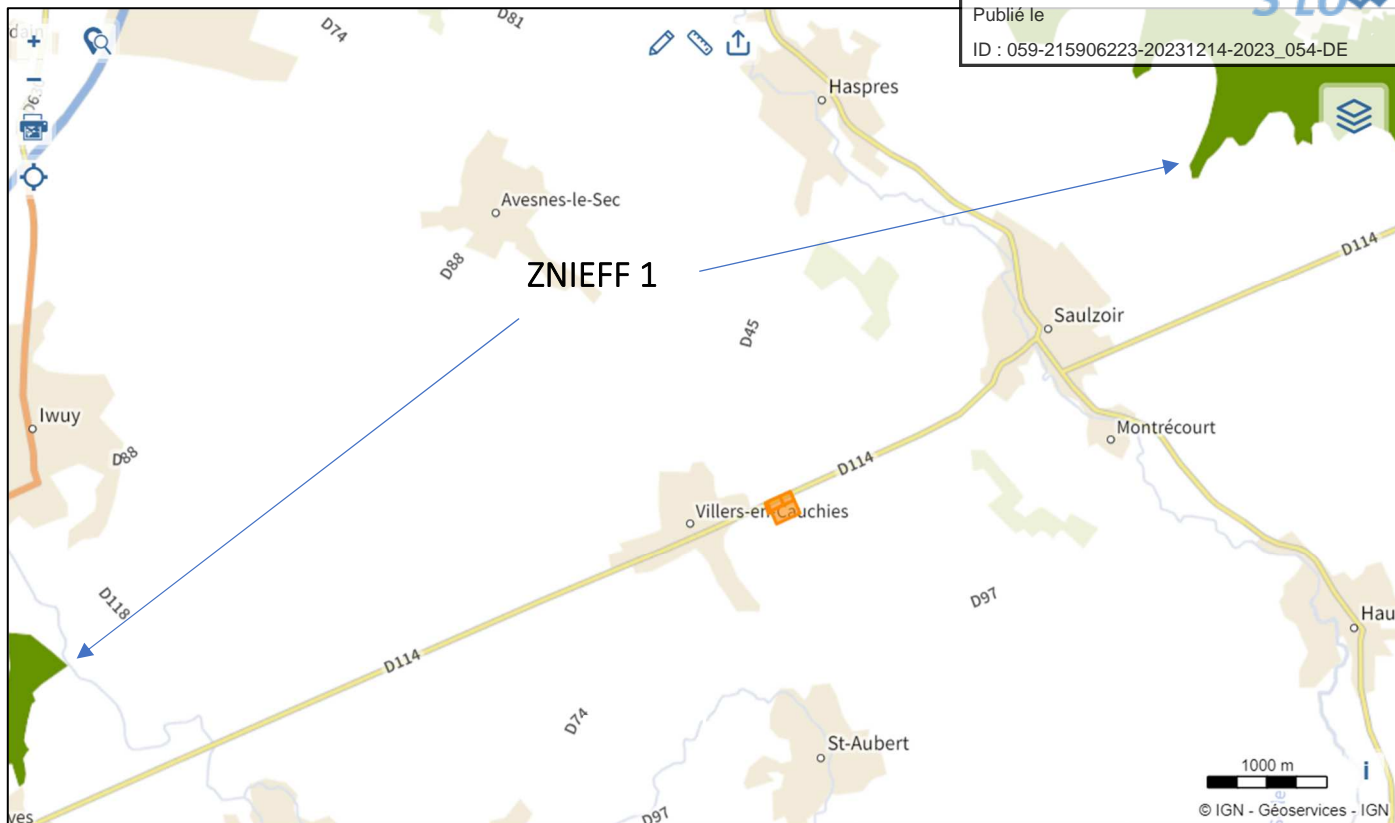 D74
D81
S LO
Publié le
ID : 059-215906223-20231214-2023_054-DE
Haspres
Avesnes-le-Sec
D88
ZNIEFF 1
D114
D45
Saulzoir
Iwuy
D88
Montrécourt
D114
Villers-en-Cauchies
D118
D97
Hau
D114
D74
St-Aubert
1000 m
i
D97
© IGN - Géoservices - IGN